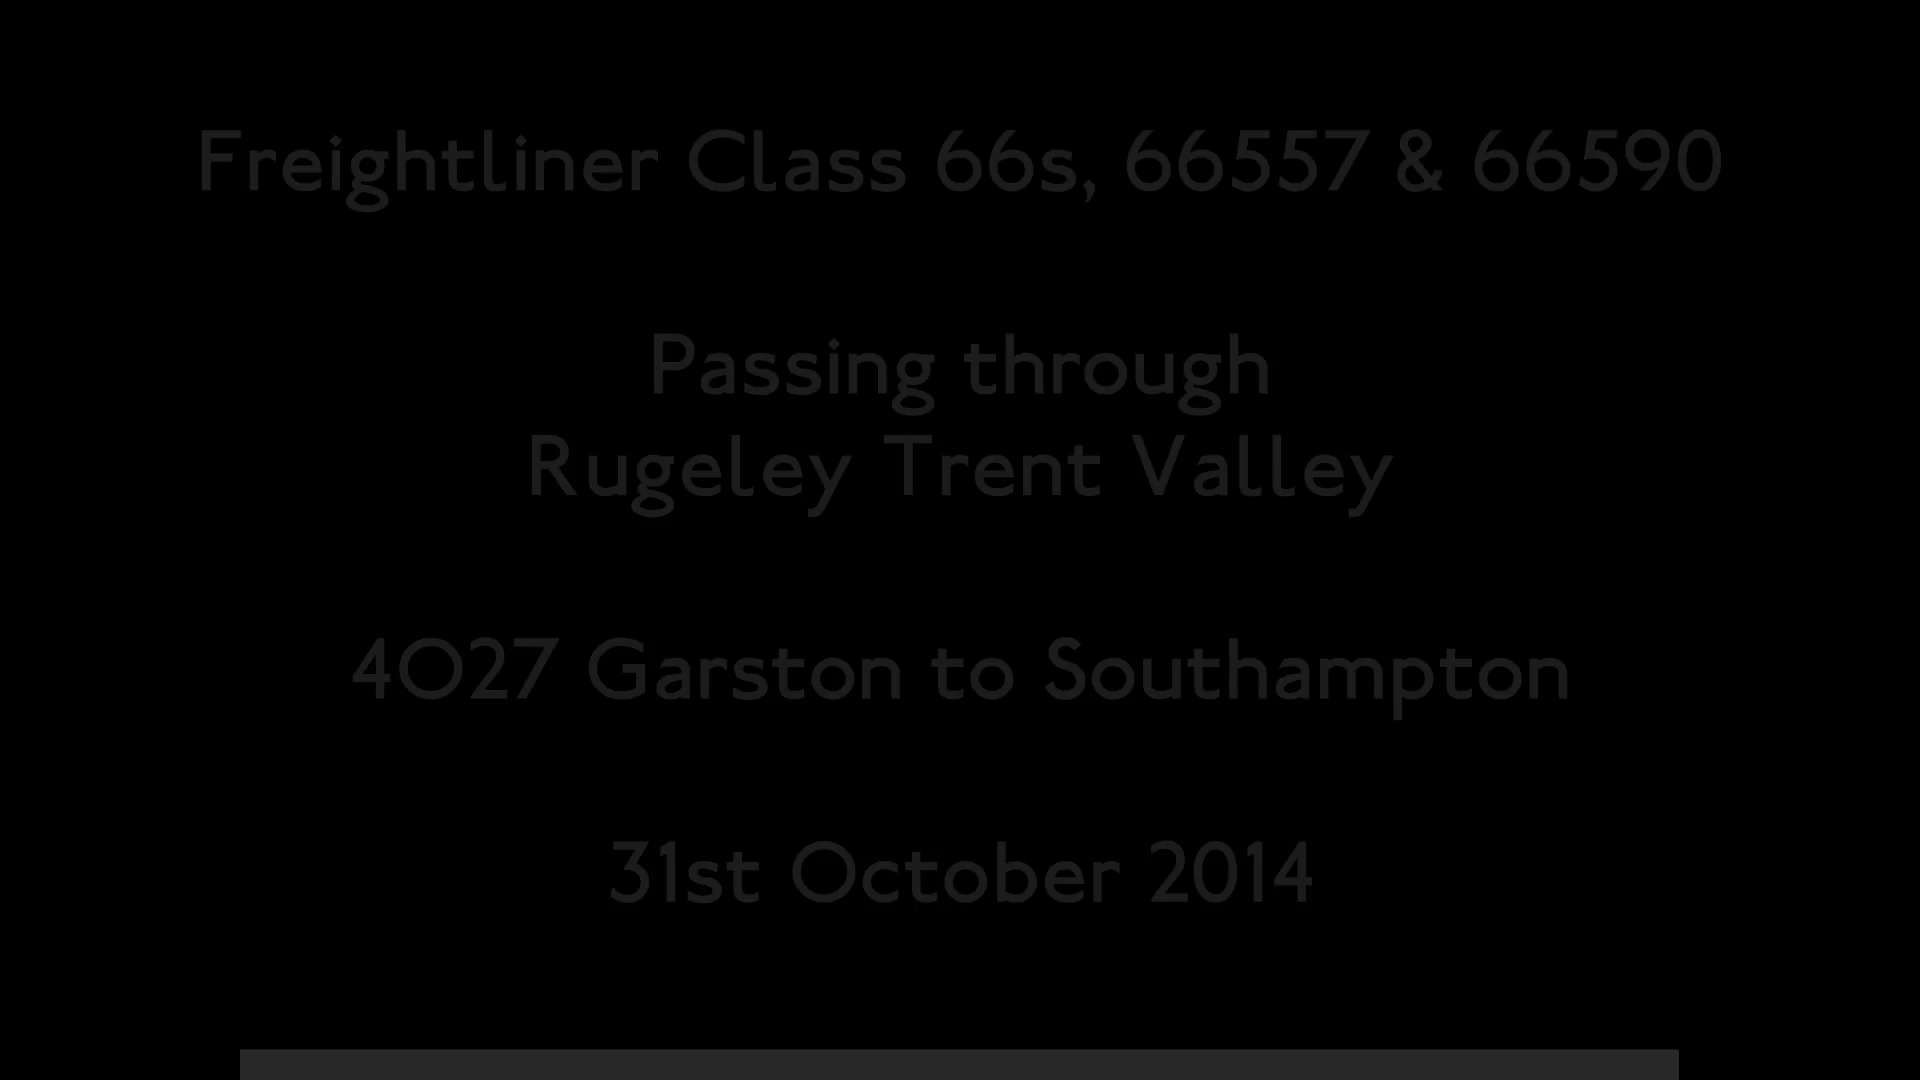 Freightliner Class 66s, 66557 & 66590
Passing through
Rugeley Trent Valley
4O27 Garston to Southampton
31st October 2014